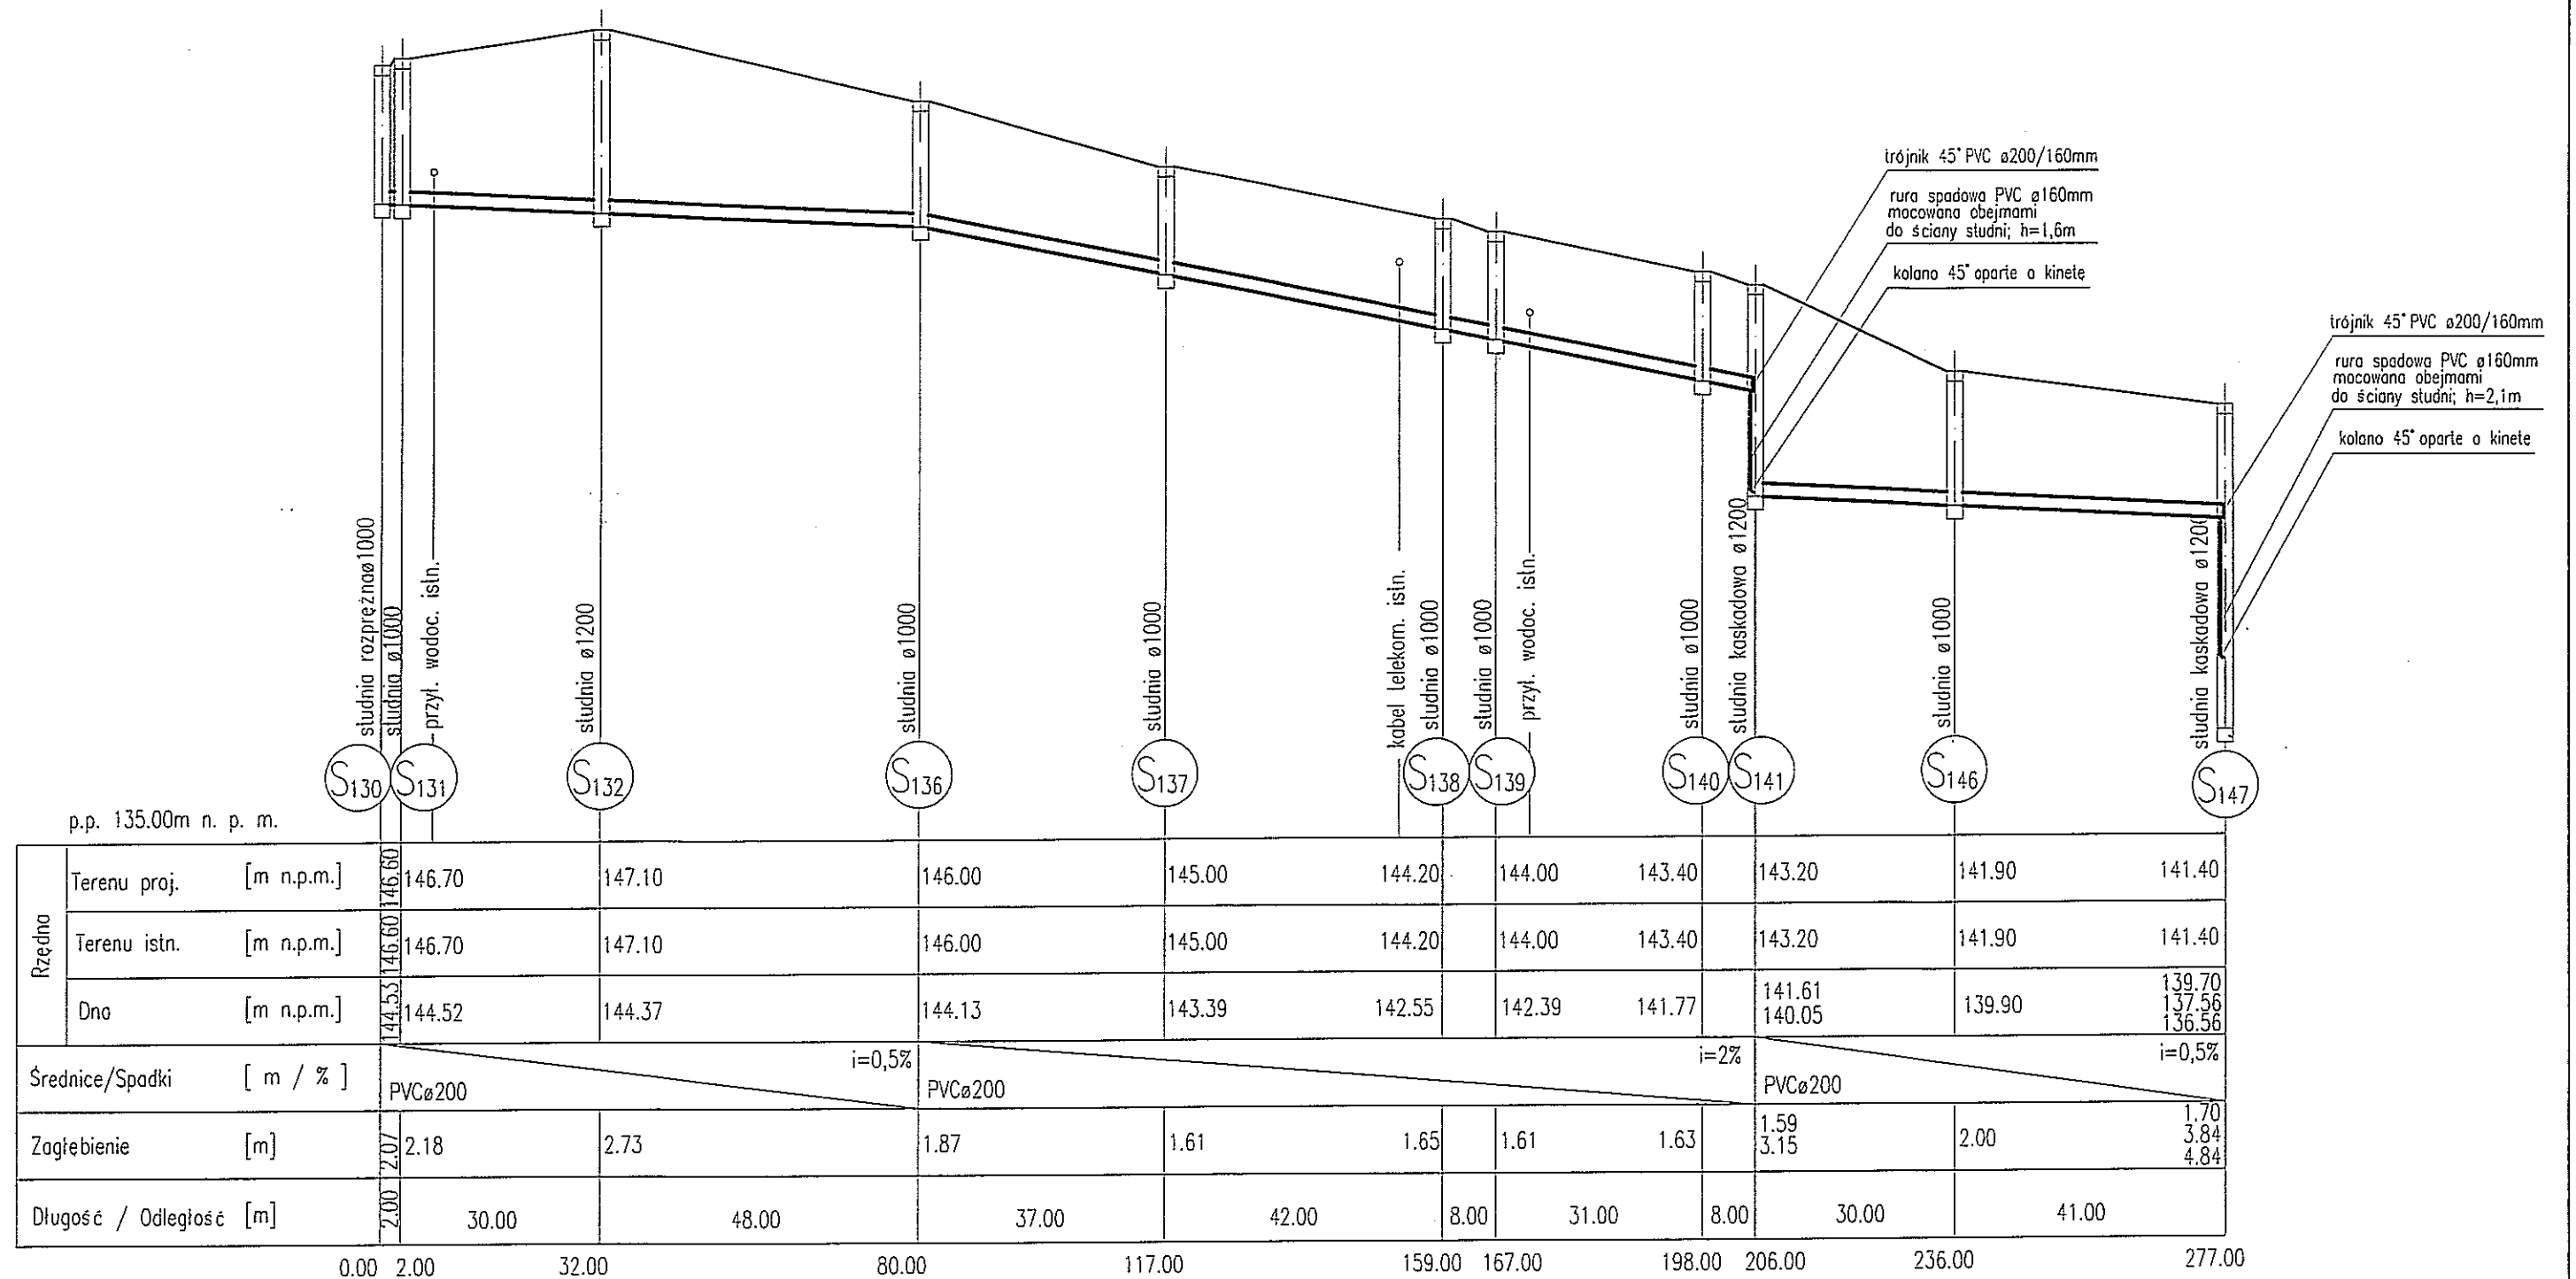 trójnik 45° PVC ø200/160mm
rura spadowa PVC ø160mm
mocowana obejmami
do ściany studni; h=1,6m
kolano 45° oparte o kinetę
trójnik 45° PVC ø200/160mm
rura spadowa PVC ø160mm
mocowana obejmami
do ściany studni; h=2,1m
kolano 45° oparte o kinete
studnia rozprężnaø1000
studnia ø1000
przył. wodoc. istn.
studnia ø1200
studnia ø1000
studnia ø1000
kabel telekom. istn.
studnia ø1000
studnia ø1000
przył. wodoc. istn.
studnia ø1000
studnia kaskadowa ø1200
studnia ø1000
studnia kaskadowa ø1200
S130 S131 S132 S136 S137 S138 S139 S140 S141 S146 S147
p.p. 135.00m n. p. m.
Rzędna
Terenu proj. [m n.p.m.] 146.60 146.70 147.10 146.00 145.00 144.20 144.00 143.40 143.20 141.90 141.40
Terenu istn. [m n.p.m.] 146.60 146.70 147.10 146.00 145.00 144.20 144.00 143.40 143.20 141.90 141.40
Dno [m n.p.m.] 144.53 144.52 144.37 144.13 143.39 142.55 142.39 141.77 141.61 140.05 139.90 139.70 137.56 136.56
Średnice/Spadki [ m / % ] PVCø200 i=0,5% PVCø200 i=2% PVCø200 i=0,5%
Zagłębienie [m] 2.07 2.18 2.73 1.87 1.61 1.65 1.61 1.63 1.59 3.15 2.00 1.70 3.84 4.84
Długość / Odległość [m] 2.00 30.00 48.00 37.00 42.00 8.00 31.00 8.00 30.00 41.00
0.00 2.00 32.00 80.00 117.00 159.00 167.00 198.00 206.00 236.00 277.00